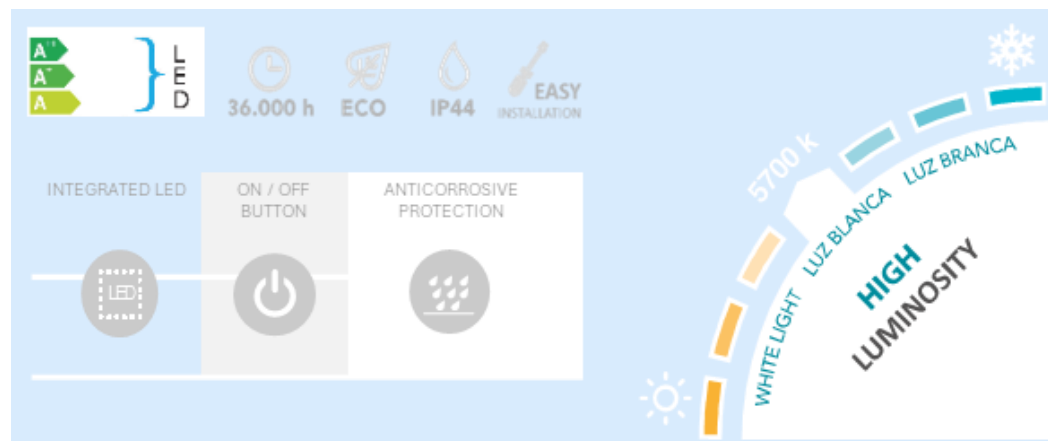 A++
A+
A
LED
36.000 h
ECO
IP44
EASY
INSTALLATION
INTEGRATED LED
ON / OFF
BUTTON
ANTICORROSIVE
PROTECTION
LED
5700 k
WHITE LIGHT
LUZ BLANCA
LUZ BRANCA
HIGH
LUMINOSITY